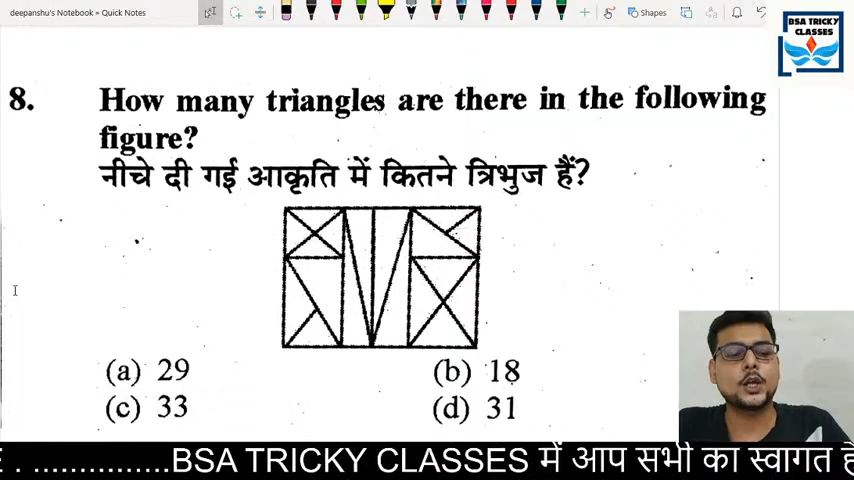 deepanshu's Notebook » Quick Notes
Shapes
BSA TRICKY
CLASSES
8. How many triangles are there in the following
figure?
नीचे दी गई आकृति में कितने त्रिभुज हैं?
(a) 29 (b) 18
(c) 33 (d) 31
E . ...............BSA TRICKY CLASSES में आप सभी का स्वागत है